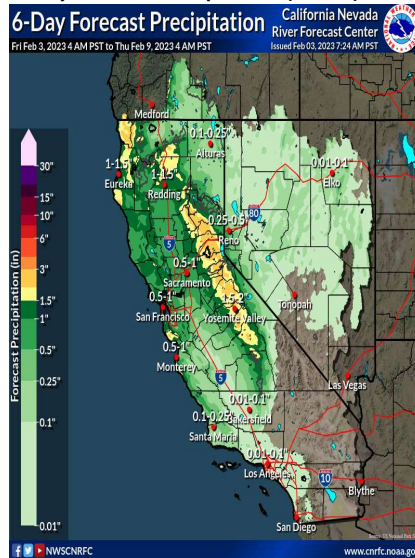 6-Day Forecast Precipitation
California Nevada
River Forecast Center
Fri Feb 3, 2023 4 AM PST to Thu Feb 9, 2023 4 AM PST
Issued Feb 03, 2023 7:24 AM PST
Medford
0.1-0.25"
Alturas
1-1.5"
Eureka
1-1.5"
Redding
0.01-0.1"
Elko
0.25-0.5"
Reno
80
5
0.5-1"
Sacramento
0.5-1"
San Francisco
1.5-2"
Yosemite Valley
Tonopah
0.5-1"
Monterey
5
Las Vegas
0.01-0.1"
Bakersfield
0.1-0.25"
Santa Maria
0.01-0.1"
Los Angeles
10
Blythe
San Diego
Forecast Precipitation (in)
30"
15"
10"
6"
3"
1.5"
1"
0.5"
0.25"
0.1"
0.01"
NWSCNRFC
www.cnrfc.noaa.go